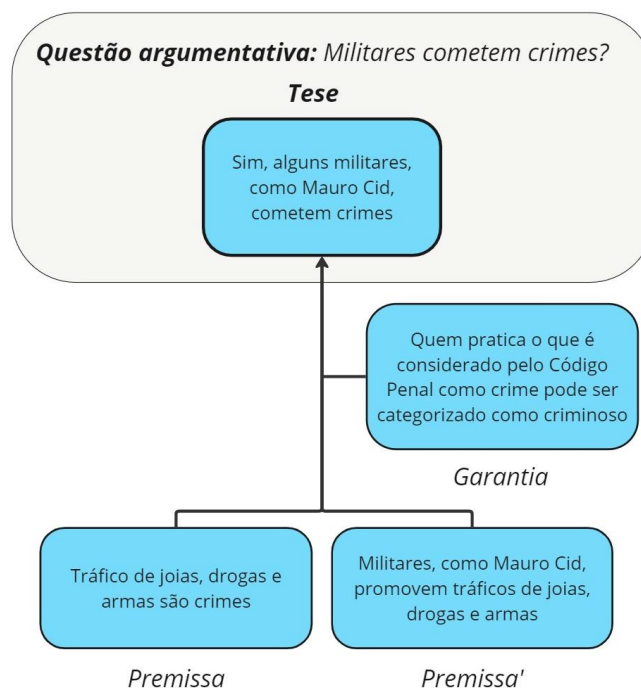 Questão argumentativa: Militares cometem crimes?
Tese
Sim, alguns militares,
como Mauro Cid,
cometem crimes
Quem pratica o que é
considerado pelo Código
Penal como crime pode ser
categorizado como criminoso
Garantia
Tráfico de joias, drogas e
armas são crimes
Premissa
Militares, como Mauro Cid,
promovem tráficos de joias,
drogas e armas
Premissa'